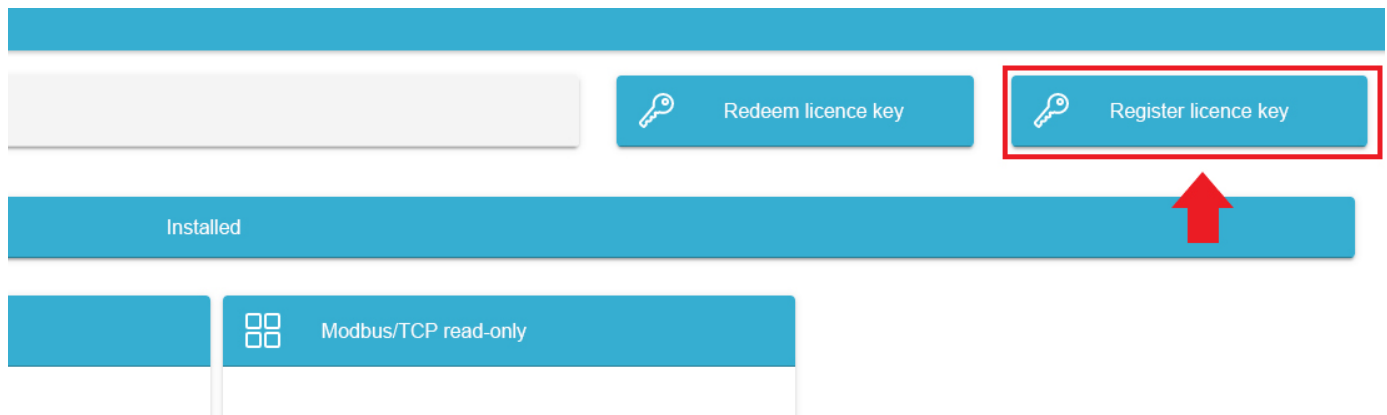 Redeem licence key
Register licence key
Installed
Modbus/TCP read-only